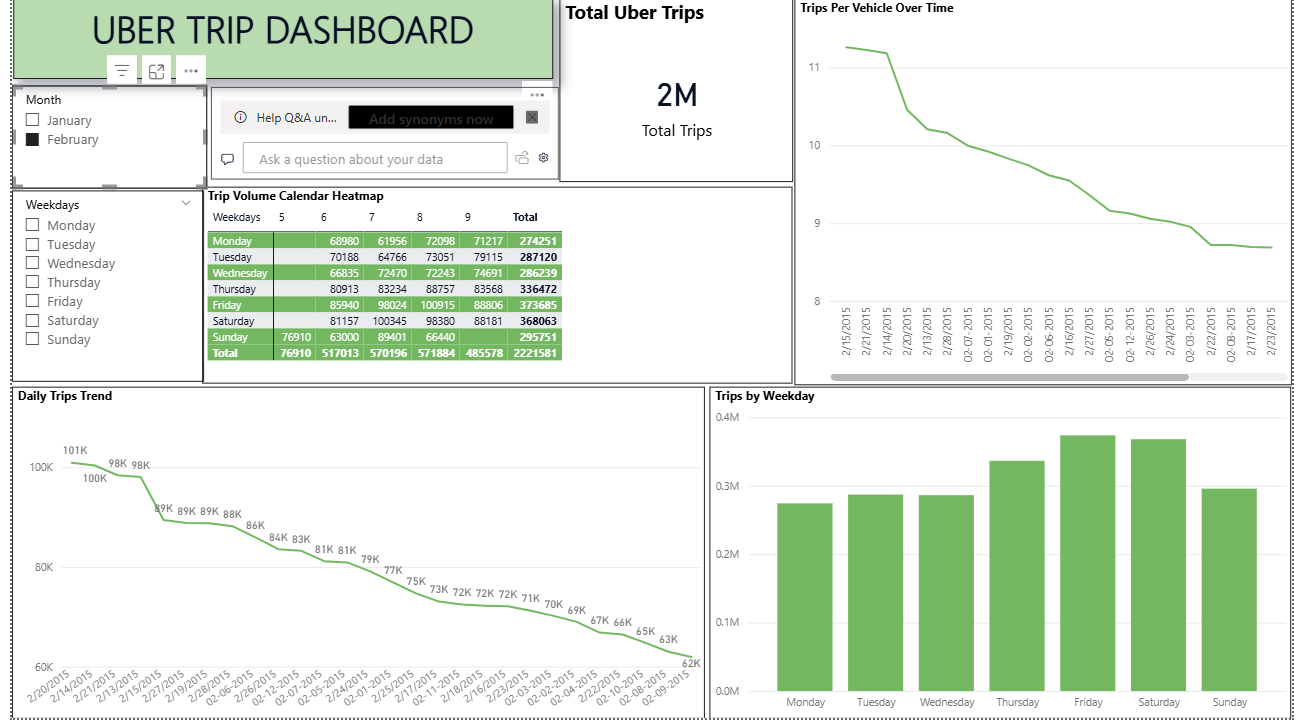 UBER TRIP DASHBOARD
Total Uber Trips
2M
Total Trips
Month
January
February
Help Q&A un...
Add synonyms now
Ask a question about your data
Weekdays
Monday
Tuesday
Wednesday
Thursday
Friday
Saturday
Sunday
Trip Volume Calendar Heatmap
Weekdays 5 6 7 8 9 Total
Monday 68980 61956 72098 71217 274251
Tuesday 70188 64766 73051 79115 287120
Wednesday 66835 72470 72243 74691 286239
Thursday 80913 83234 88757 83568 336472
Friday 85940 98024 100915 88806 373685
Saturday 81157 100345 98380 88181 368063
Sunday 76910 63000 89401 66440 295751
Total 76910 517013 570196 571884 485578 2221581
Trips Per Vehicle Over Time
11
10
9
8
2/15/2015 2/21/2015 2/14/2015 2/20/2015 2/13/2015 2/28/2015 02-07-2015 02-01-2015 2/19/2015 02-02-2015 02-06-2015 2/16/2015 2/27/2015 02-05-2015 02-12-2015 2/26/2015 2/24/2015 02-03-2015 2/22/2015 02-08-2015 2/17/2015 2/23/2015
Daily Trips Trend
101K 100K 98K 98K 89K 89K 89K 88K 86K 84K 83K 81K 81K 79K 77K 75K 73K 72K 72K 72K 71K 70K 69K 67K 66K 65K 63K 62K
100K
80K
60K
2/20/2015 2/14/2015 2/21/2015 2/13/2015 2/15/2015 2/27/2015 2/19/2015 2/28/2015 02-06-2015 2/26/2015 02-12-2015 02-07-2015 02-05-2015 2/24/2015 02-01-2015 2/25/2015 2/17/2015 02-11-2015 2/18/2015 2/16/2015 2/23/2015 02-03-2015 02-02-2015 02-04-2015 2/22/2015 02-10-2015 02-08-2015 02-09-2015
Trips by Weekday
0.4M
0.3M
0.2M
0.1M
0.0M
Monday Tuesday Wednesday Thursday Friday Saturday Sunday